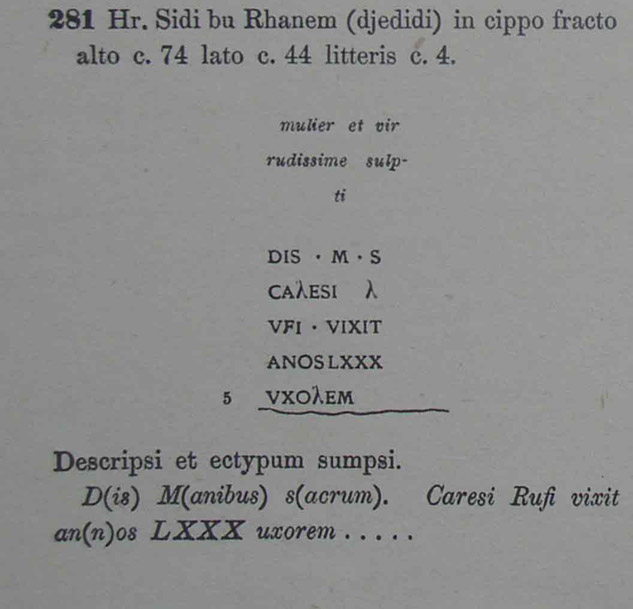 281 Hr. Sidi bu Rhanem (djedidi) in cippo fracto
alto c. 74 lato c. 44 litteris c. 4.
mulier et vir
rudissime sulp-
ti
DIS · M · S
CAλESI λ
VFI · VIXIT
ANOSLXXX
5 VXOλEM
Descripsi et ectypum sumpsi.
D(is) M(anibus) s(acrum). Caresi Rufi vixit
an(n)os LXXX uxorem . . . . .